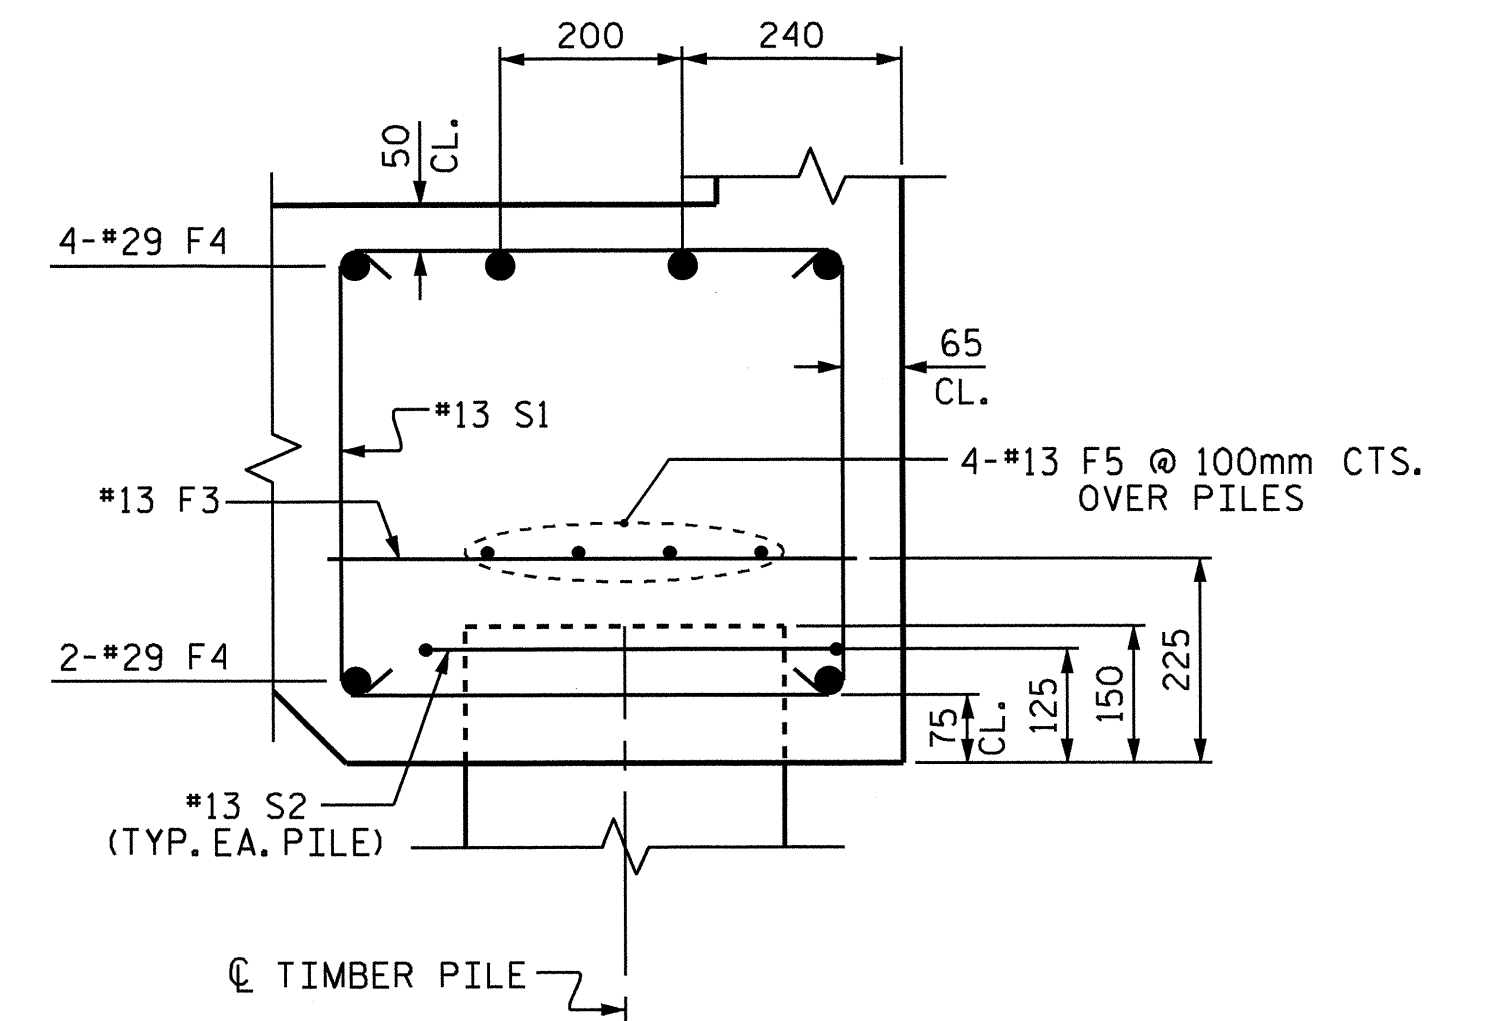 200
240
50
CL.
4-#29 F4
65
CL.
#13 S1
4-#13 F5 @ 100mm CTS.
OVER PILES
#13 F3
2-#29 F4
75
CL.
125
150
225
#13 S2
(TYP. EA. PILE)
℄ TIMBER PILE